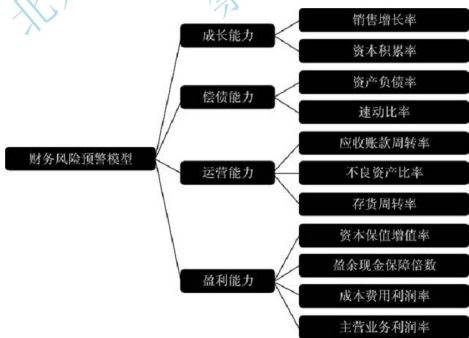 财务风险预警模型
成长能力
销售增长率
资本积累率
偿债能力
资产负债率
速动比率
运营能力
应收账款周转率
不良资产比率
存货周转率
盈利能力
资本保值增值率
盈余现金保障倍数
成本费用利润率
主营业务利润率